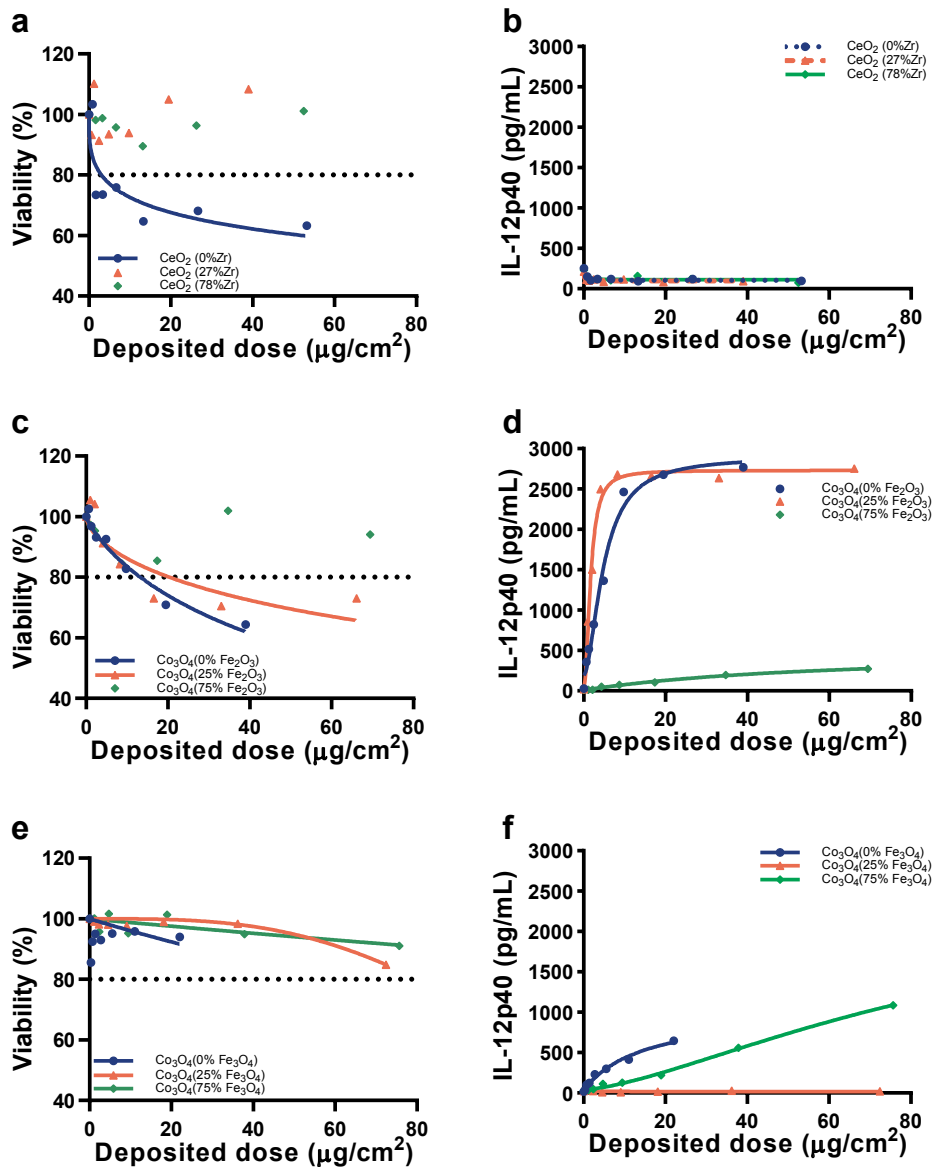 a
120
100
80
60
40
Viability (%)
CeO2 (0%Zr)
CeO2 (27%Zr)
CeO2 (78%Zr)
0 20 40 60 80
Deposited dose (μg/cm²)
b
3000
2500
2000
1500
1000
500
0
IL-12p40 (pg/mL)
CeO2 (0%Zr)
CeO2 (27%Zr)
CeO2 (78%Zr)
0 20 40 60 80
Deposited dose (μg/cm²)
c
120
100
80
60
40
Viability (%)
Co3O4(0% Fe2O3)
Co3O4(25% Fe2O3)
Co3O4(75% Fe2O3)
0 20 40 60 80
Deposited dose (μg/cm²)
d
3000
2500
2000
1500
1000
500
0
IL-12p40 (pg/mL)
Co3O4(0% Fe2O3)
Co3O4(25% Fe2O3)
Co3O4(75% Fe2O3)
0 20 40 60 80
Deposited dose (μg/cm²)
e
120
100
80
60
40
Viability (%)
Co3O4(0% Fe3O4)
Co3O4(25% Fe3O4)
Co3O4(75% Fe3O4)
0 20 40 60 80
Deposited dose (μg/cm²)
f
3000
2500
2000
1500
1000
500
0
IL-12p40 (pg/mL)
Co3O4(0% Fe3O4)
Co3O4(25% Fe3O4)
Co3O4(75% Fe3O4)
0 20 40 60 80
Deposited dose (μg/cm²)